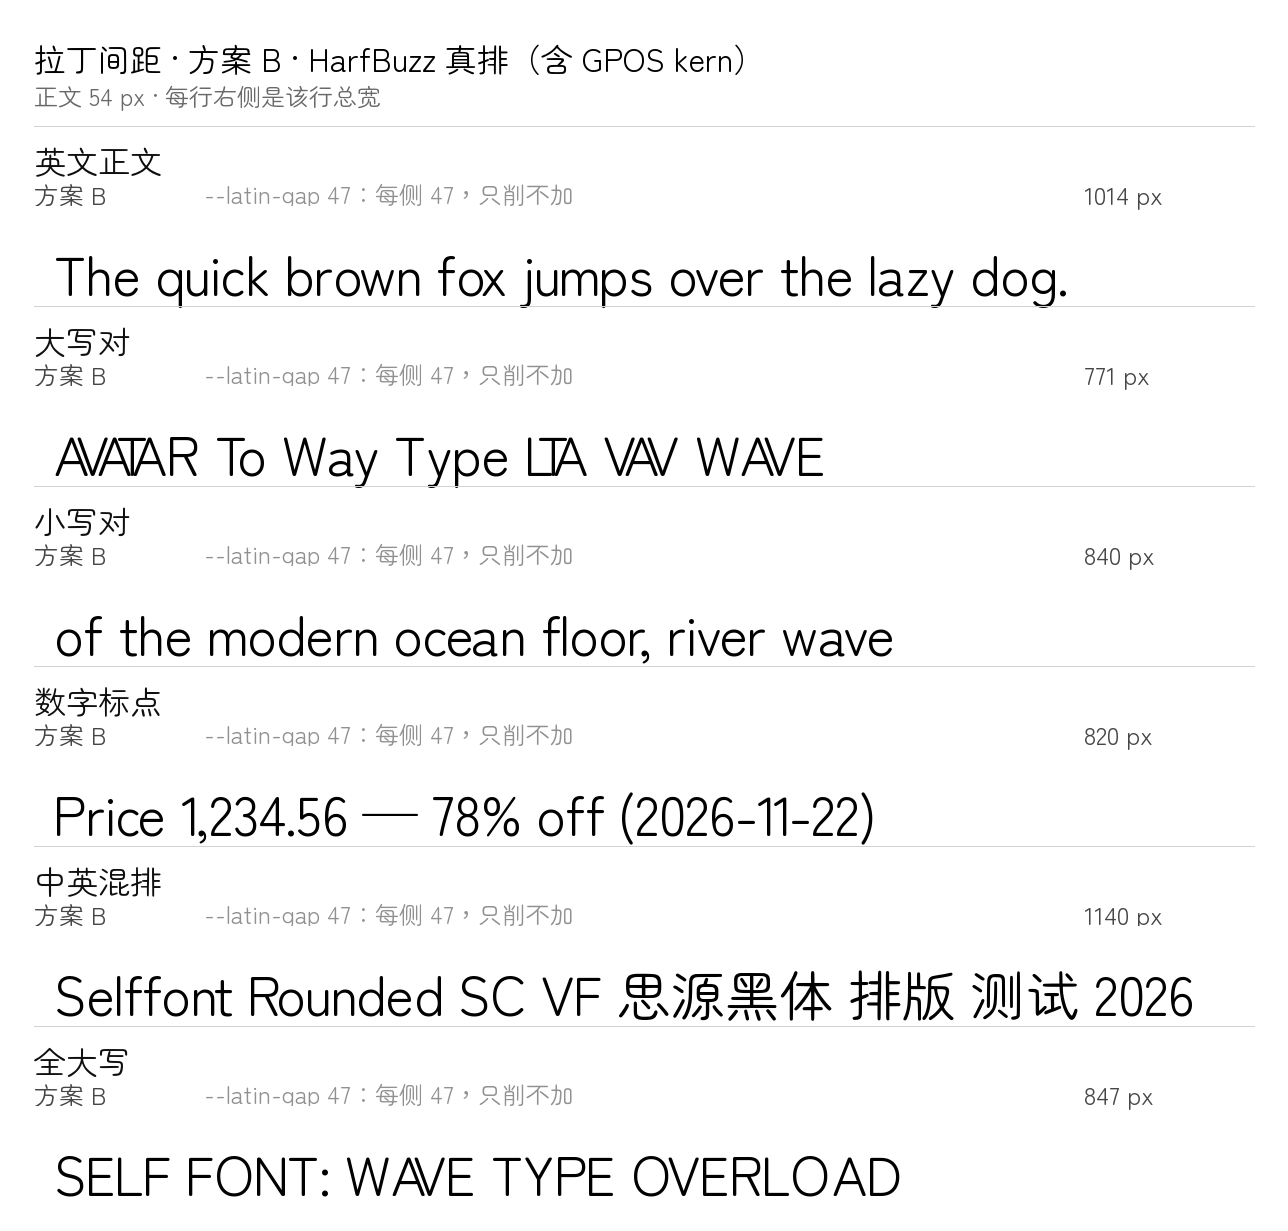 拉丁间距 · 方案 B · HarfBuzz 真排（含 GPOS kern）
正文 54 px · 每行右侧是该行总宽
英文正文
方案 B --latin-gap 47：每侧 47，只削不加 1014 px
The quick brown fox jumps over the lazy dog.
大写对
方案 B --latin-gap 47：每侧 47，只削不加 771 px
AVATAR To Way Type LTA VAV WAVE
小写对
方案 B --latin-gap 47：每侧 47，只削不加 840 px
of the modern ocean floor, river wave
数字标点
方案 B --latin-gap 47：每侧 47，只削不加 820 px
Price 1,234.56 — 78% off (2026-11-22)
中英混排
方案 B --latin-gap 47：每侧 47，只削不加 1140 px
Selffont Rounded SC VF 思源黑体 排版 测试 2026
全大写
方案 B --latin-gap 47：每侧 47，只削不加 847 px
SELF FONT: WAVE TYPE OVERLOAD